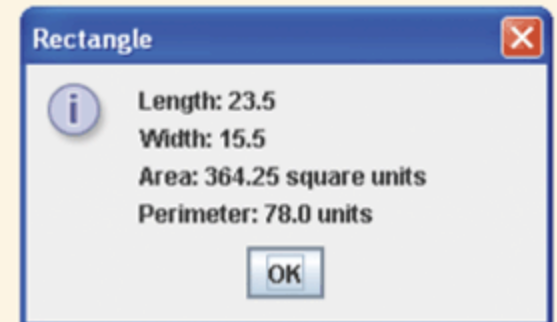 Rectangle
Length: 23.5
Width: 15.5
Area: 364.25 square units
Perimeter: 78.0 units
OK